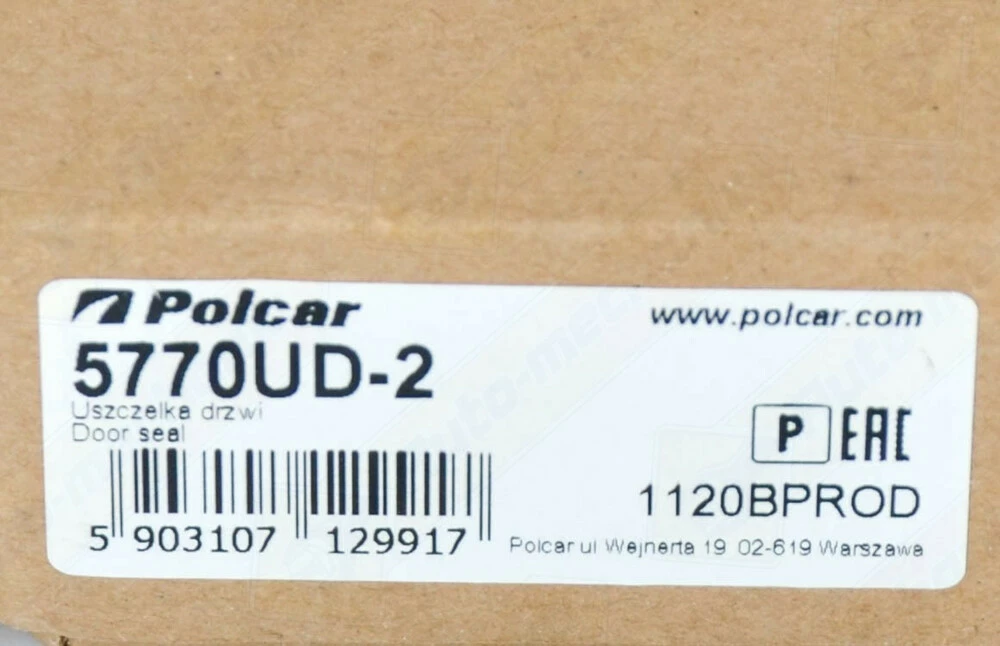 Polcar
www.polcar.com
5770UD-2
Uszczelka drzwi
Door seal
P EAC
1120BPROD
5 903107 129917
Polcar ul Wejnerta 19 02-619 Warszawa